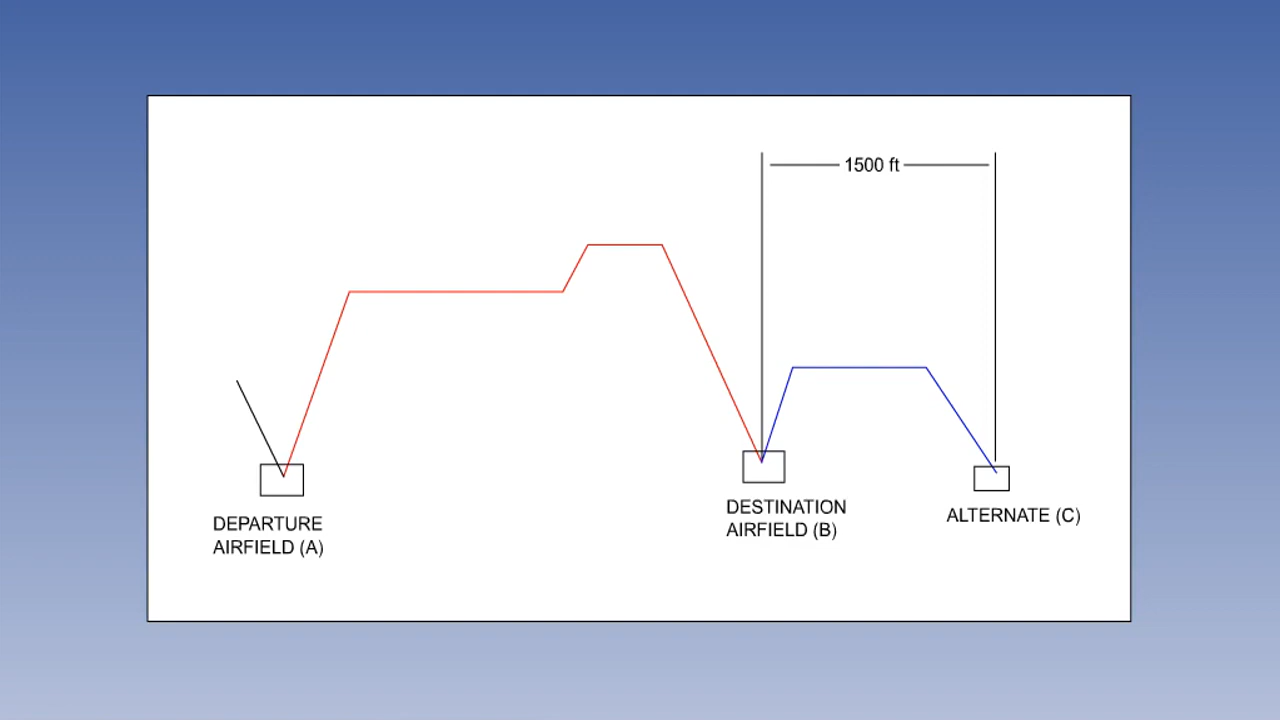 1500 ft
DEPARTURE
AIRFIELD (A)
DESTINATION
AIRFIELD (B)
ALTERNATE (C)